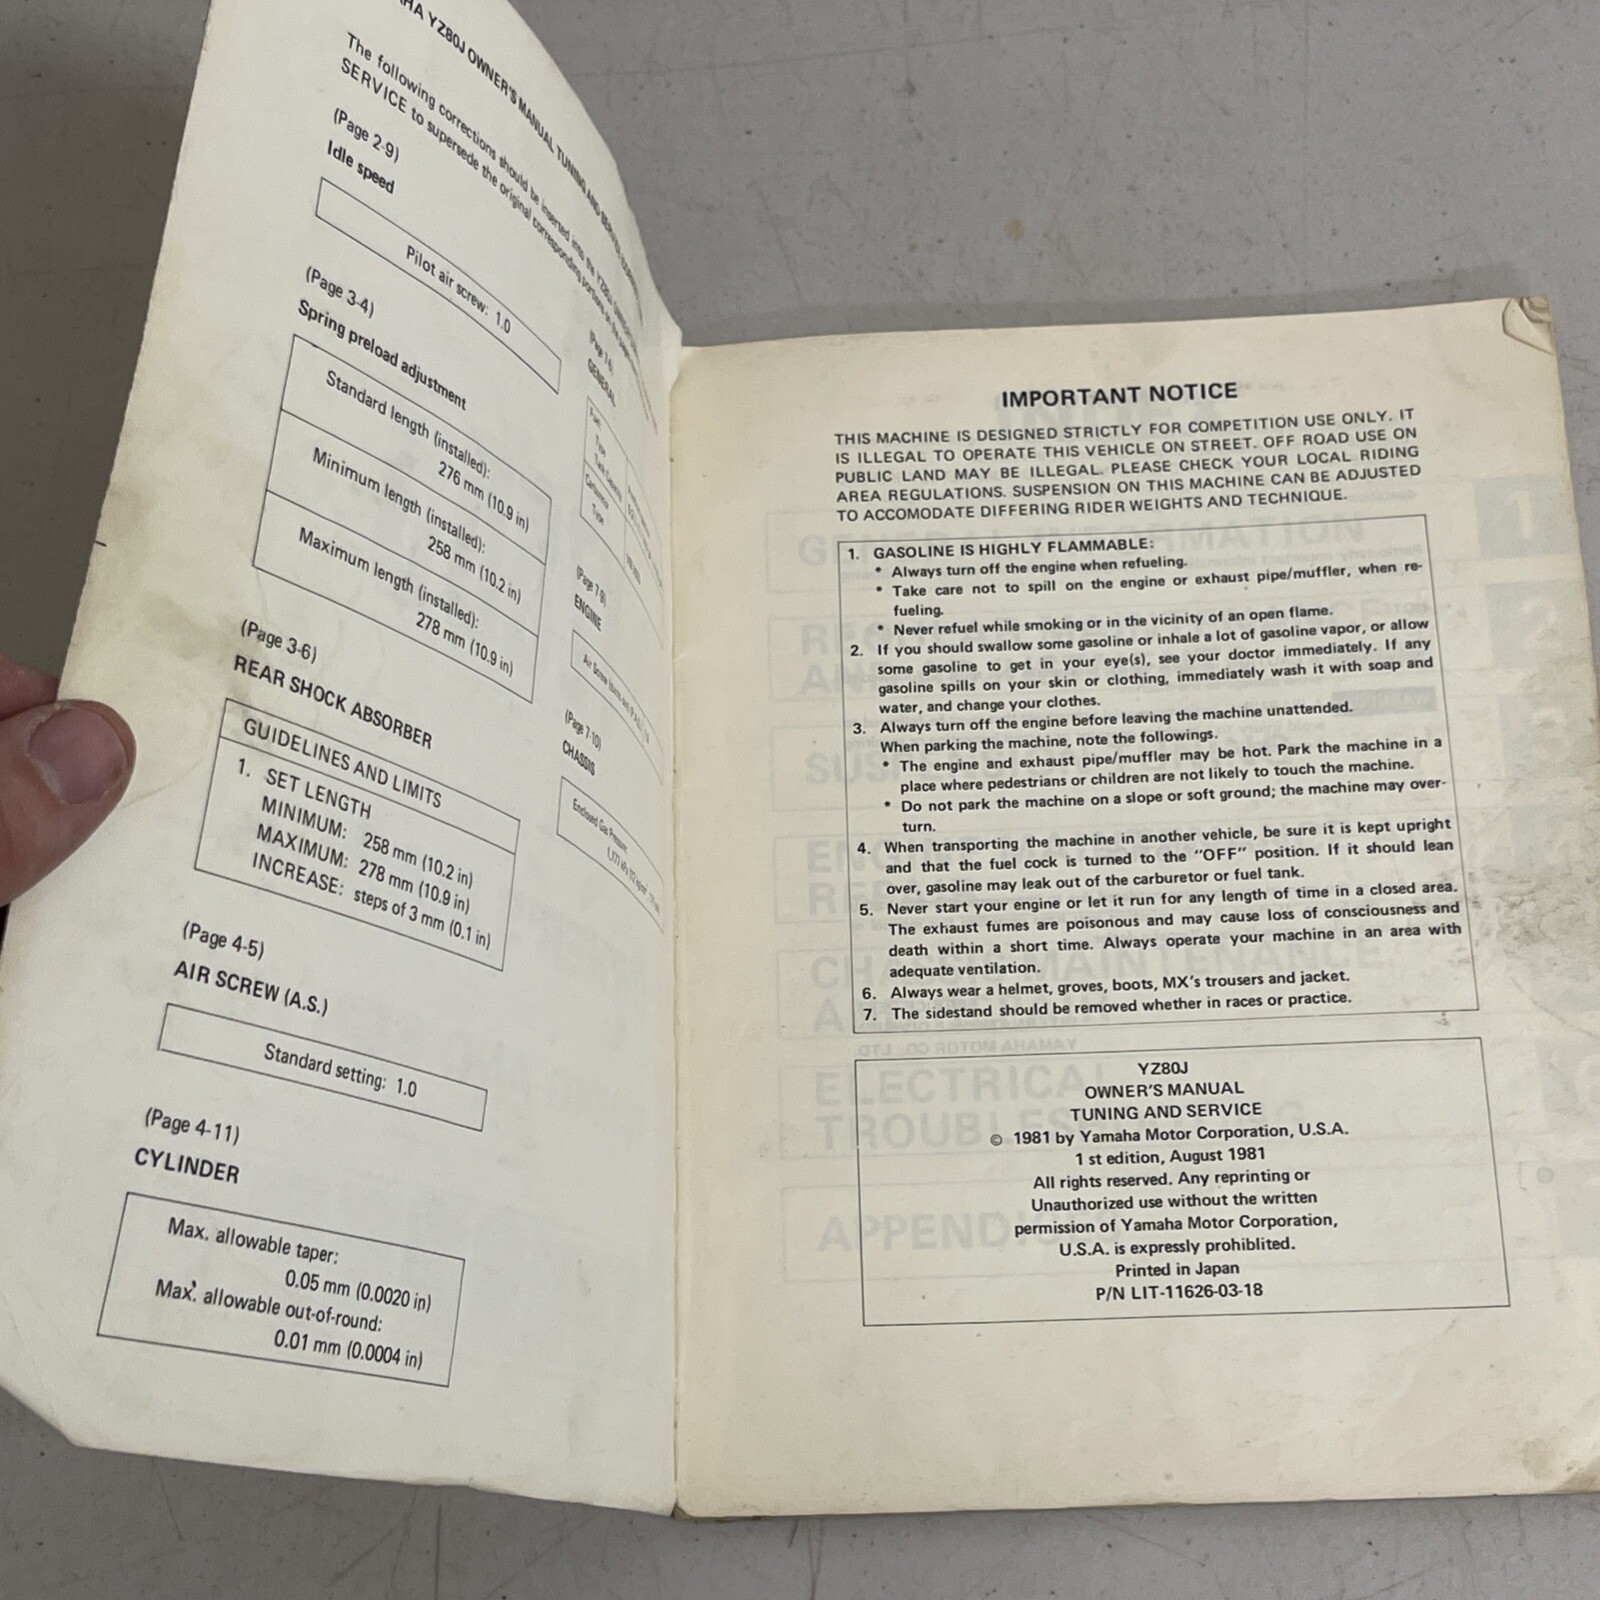 YZ80J OWNER'S MANUAL TUNING AND
The following corrections should be inserted into the YZ80J
SERVICE to supersede the original corresponding portions
(Page 2-9)
Idle speed
Pilot air screw: 1.0
(Page 3-4)
Spring preload adjustment
Standard length (installed):
276 mm (10.9 in)
Minimum length (installed):
258 mm (10.2 in)
Maximum length (installed):
278 mm (10.9 in)
(Page 3-6)
REAR SHOCK ABSORBER
GUIDELINES AND LIMITS
1. SET LENGTH
MINIMUM: 258 mm (10.2 in)
MAXIMUM: 278 mm (10.9 in)
INCREASE: steps of 3 mm (0.1 in)
(Page 4-5)
AIR SCREW (A.S.)
Standard setting: 1.0
(Page 4-11)
CYLINDER
Max. allowable taper:
0.05 mm (0.0020 in)
Max. allowable out-of-round:
0.01 mm (0.0004 in)
GENERAL
Type
Type
(Page 7-9)
ENGINE
(Page 7-10)
CHASSIS
Enclosed Gas Pressure:
IMPORTANT NOTICE
THIS MACHINE IS DESIGNED STRICTLY FOR COMPETITION USE ONLY. IT
IS ILLEGAL TO OPERATE THIS VEHICLE ON STREET. OFF ROAD USE ON
PUBLIC LAND MAY BE ILLEGAL. PLEASE CHECK YOUR LOCAL RIDING
AREA REGULATIONS. SUSPENSION ON THIS MACHINE CAN BE ADJUSTED
TO ACCOMODATE DIFFERING RIDER WEIGHTS AND TECHNIQUE.
1. GASOLINE IS HIGHLY FLAMMABLE:
* Always turn off the engine when refueling.
* Take care not to spill on the engine or exhaust pipe/muffler, when re-
fueling.
* Never refuel while smoking or in the vicinity of an open flame.
2. If you should swallow some gasoline or inhale a lot of gasoline vapor, or allow
some gasoline to get in your eye(s), see your doctor immediately. If any
gasoline spills on your skin or clothing, immediately wash it with soap and
water, and change your clothes.
3. Always turn off the engine before leaving the machine unattended.
When parking the machine, note the followings.
* The engine and exhaust pipe/muffler may be hot. Park the machine in a
place where pedestrians or children are not likely to touch the machine.
* Do not park the machine on a slope or soft ground; the machine may over-
turn.
4. When transporting the machine in another vehicle, be sure it is kept upright
and that the fuel cock is turned to the "OFF" position. If it should lean
over, gasoline may leak out of the carburetor or fuel tank.
5. Never start your engine or let it run for any length of time in a closed area.
The exhaust fumes are poisonous and may cause loss of consciousness and
death within a short time. Always operate your machine in an area with
adequate ventilation.
6. Always wear a helmet, groves, boots, MX's trousers and jacket.
7. The sidestand should be removed whether in races or practice.
YZ80J
OWNER'S MANUAL
TUNING AND SERVICE
© 1981 by Yamaha Motor Corporation, U.S.A.
1 st edition, August 1981
All rights reserved. Any reprinting or
Unauthorized use without the written
permission of Yamaha Motor Corporation,
U.S.A. is expressly prohiblited.
Printed in Japan
P/N LIT-11626-03-18